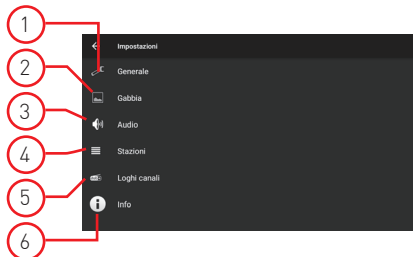 1
Impostazioni
2
Generale
Gabbia
3
Audio
4
Stazioni
5
Loghi canali
Info
6